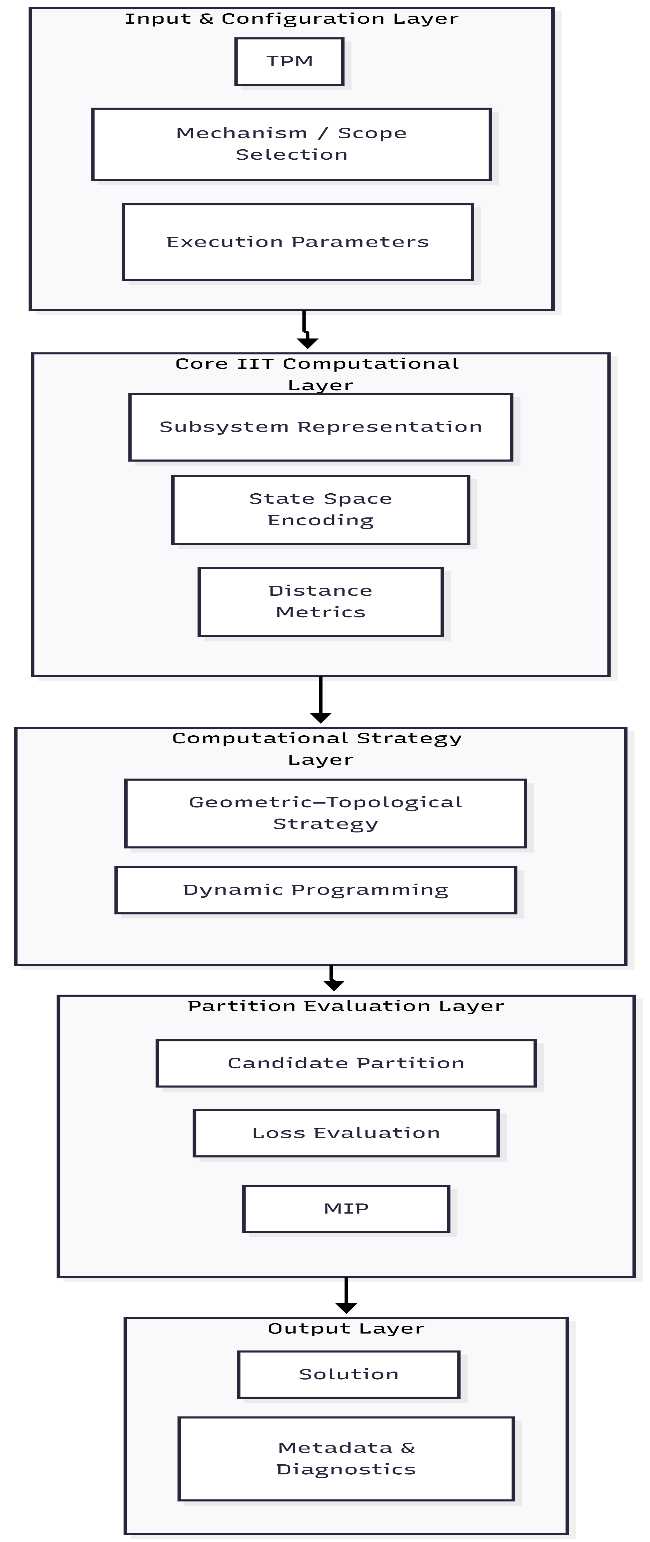 Input & Configuration Layer
TPM
Mechanism / Scope
Selection
Execution Parameters
Core IIT Computational
Layer
Subsystem Representation
State Space
Encoding
Distance
Metrics
Computational Strategy
Layer
Geometric–Topological
Strategy
Dynamic Programming
Partition Evaluation Layer
Candidate Partition
Loss Evaluation
MIP
Output Layer
Solution
Metadata &
Diagnostics